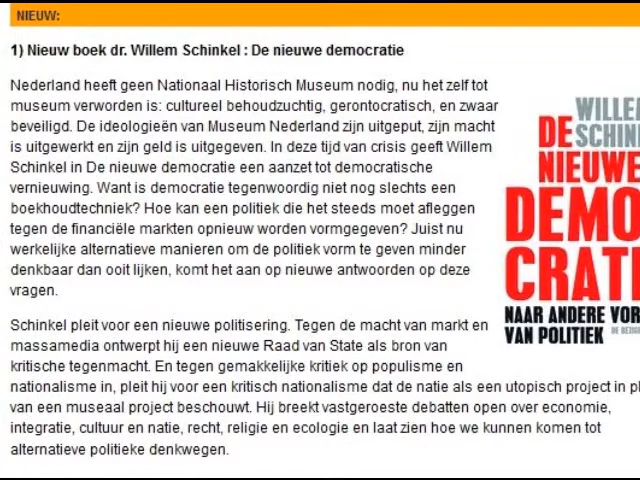 NIEUW:
1) Nieuw boek dr. Willem Schinkel : De nieuwe democratie
Nederland heeft geen Nationaal Historisch Museum nodig, nu het zelf tot
museum verworden is: cultureel behoudzuchtig, gerontocratisch, en zwaar
beveiligd. De ideologieën van Museum Nederland zijn uitgeput, zijn macht
is uitgewerkt en zijn geld is uitgegeven. In deze tijd van crisis geeft Willem
Schinkel in De nieuwe democratie een aanzet tot democratische
vernieuwing. Want is democratie tegenwoordig niet nog slechts een
boekhoudtechniek? Hoe kan een politiek die het steeds moet afleggen
tegen de financiële markten opnieuw worden vormgegeven? Juist nu
werkelijke alternatieve manieren om de politiek vorm te geven minder
denkbaar dan ooit lijken, komt het aan op nieuwe antwoorden op deze
vragen.
Schinkel pleit voor een nieuwe politisering. Tegen de macht van markt en
massamedia ontwerpt hij een nieuwe Raad van State als bron van
kritische tegenmacht. En tegen gemakkelijke kritiek op populisme en
nationalisme in, pleit hij voor een kritisch nationalisme dat de natie als een utopisch project in pl
van een museaal project beschouwt. Hij breekt vastgeroeste debatten open over economie,
integratie, cultuur en natie, recht, religie en ecologie en laat zien hoe we kunnen komen tot
alternatieve politieke denkwegen.
WILLEM
SCHINKE
DE
NIEUWE
DEMO
CRATI
NAAR ANDERE VOR
VAN POLITIEK
DE BEZIGE